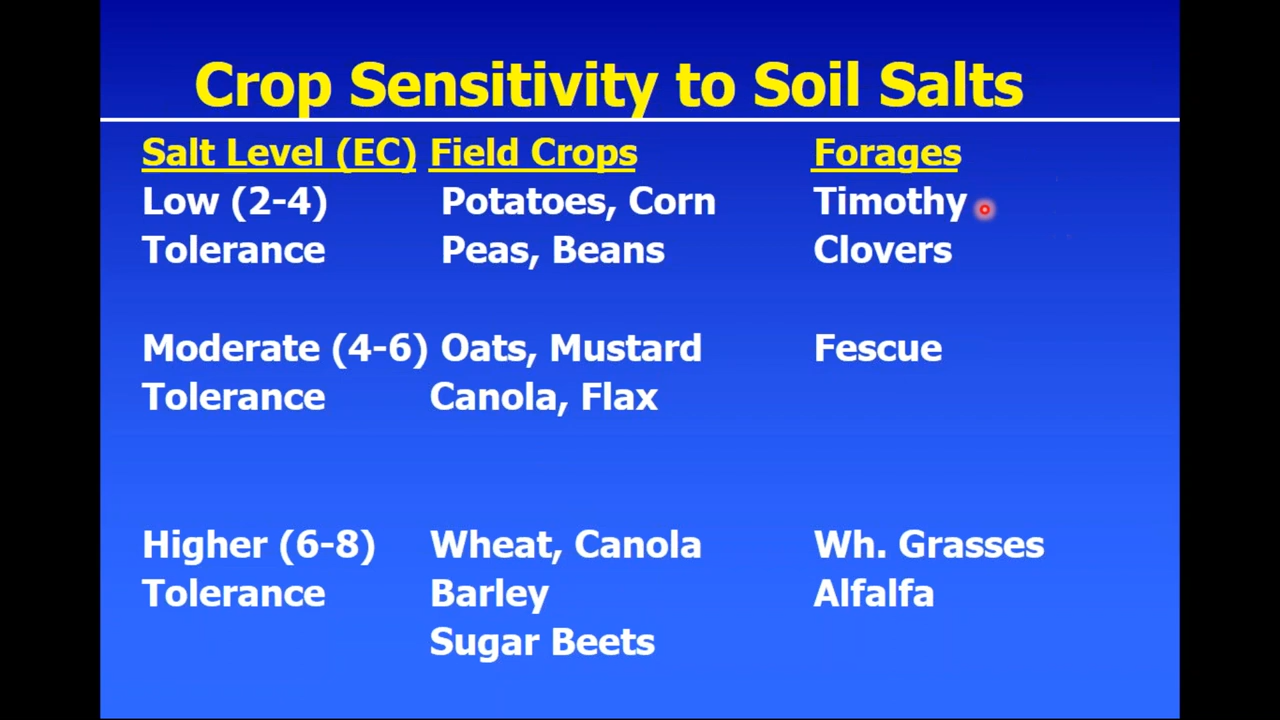 Crop Sensitivity to Soil Salts
Salt Level (EC) Field Crops Forages
Low (2-4) Potatoes, Corn Timothy
Tolerance Peas, Beans Clovers
Moderate (4-6) Oats, Mustard Fescue
Tolerance Canola, Flax
Higher (6-8) Wheat, Canola Wh. Grasses
Tolerance Barley Alfalfa
Sugar Beets